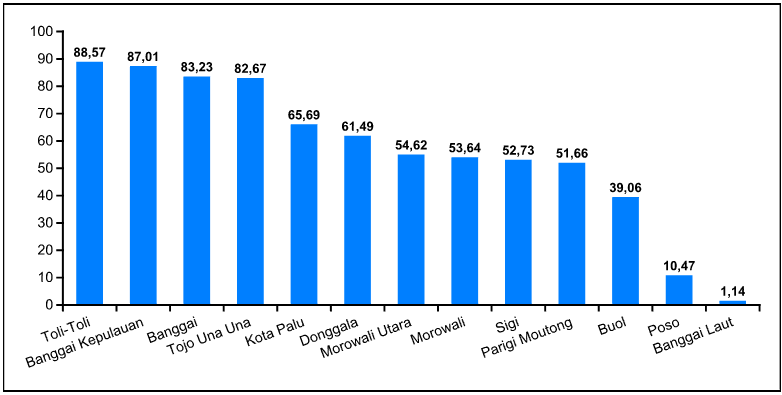 100
90
80
70
60
50
40
30
20
10
0
88,57
87,01
83,23
82,67
65,69
61,49
54,62
53,64
52,73
51,66
39,06
10,47
1,14
Toli-Toli
Banggai Kepulauan
Banggai
Tojo Una Una
Kota Palu
Donggala
Morowali Utara
Morowali
Sigi
Parigi Moutong
Buol
Poso
Banggai Laut